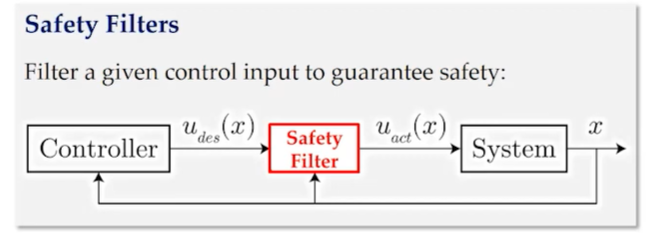 Safety Filters
Filter a given control input to guarantee safety:
Controller
u_des(x)
Safety
Filter
u_act(x)
System
x